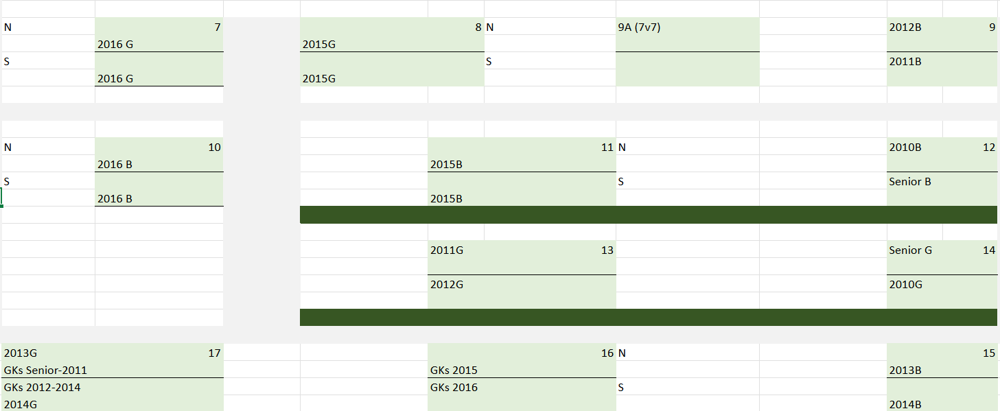 N 7 8 N 9A (7v7) 2012B 9
2016 G 2015G
S S 2011B
2016 G 2015G
N 10 11 N 2010B 12
2016 B 2015B
S S Senior B
2016 B 2015B
2011G 13 Senior G 14
2012G 2010G
2013G 17 16 N 15
GKs Senior-2011 GKs 2015 2013B
GKs 2012-2014 GKs 2016 S
2014G 2014B